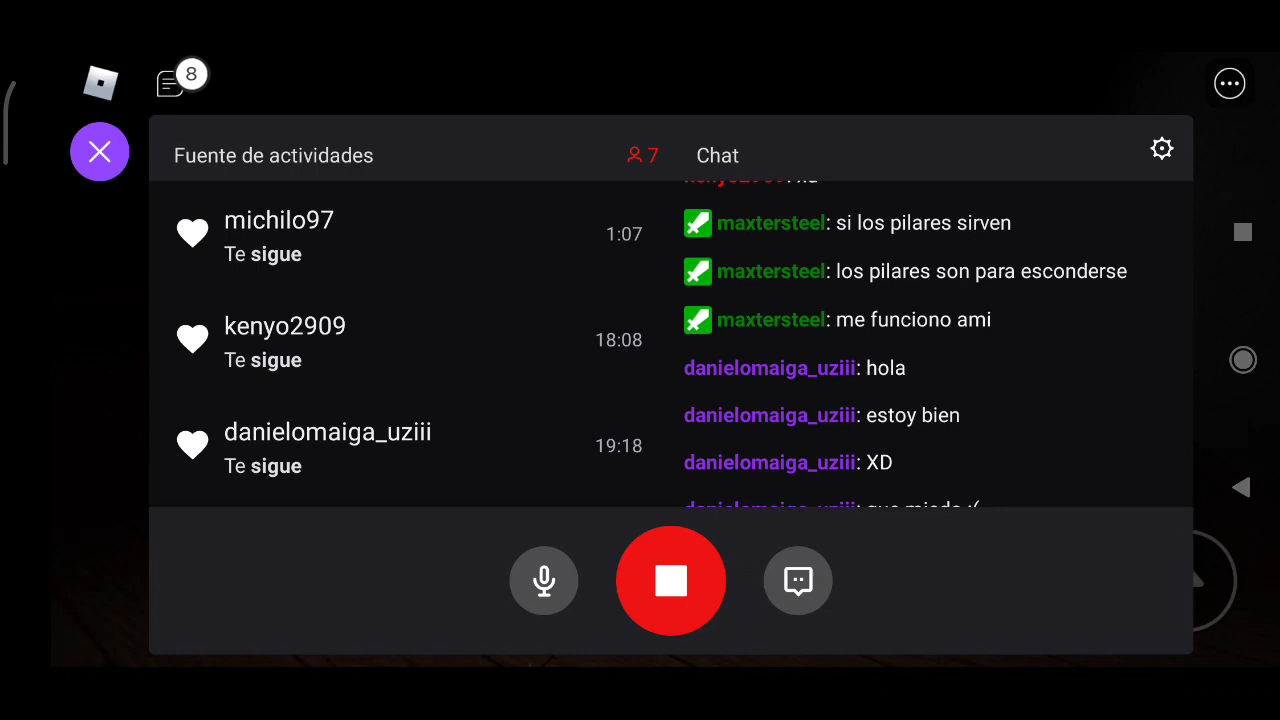 8
Fuente de actividades
7
Chat
michilo97
Te sigue
1:07
kenyo2909
Te sigue
18:08
danielomaiga_uziii
Te sigue
19:18
maxtersteel: si los pilares sirven
maxtersteel: los pilares son para esconderse
maxtersteel: me funciono ami
danielomaiga_uziii: hola
danielomaiga_uziii: estoy bien
danielomaiga_uziii: XD